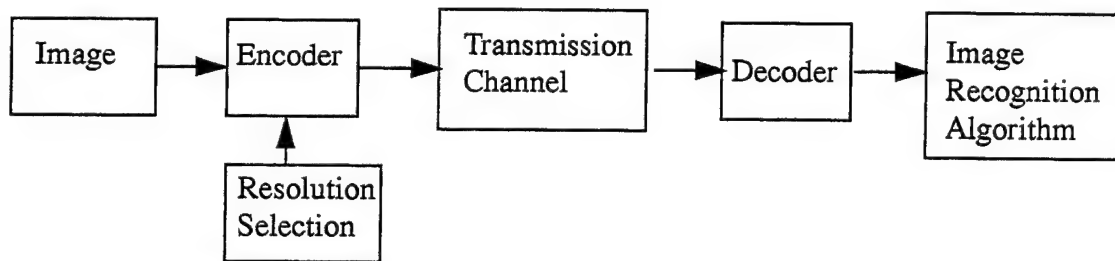 Image
Encoder
Transmission
Channel
Decoder
Image
Recognition
Algorithm
Resolution
Selection